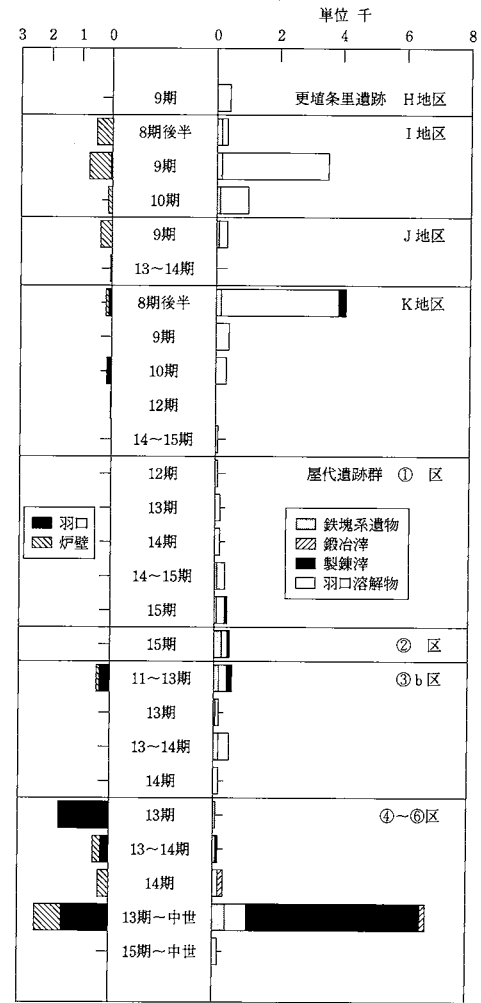 単位 千
3 2 1 0 0 2 4 6 8
9期 更埴条里遺跡 H地区
8期後半 I地区
9期
10期
9期 J地区
13〜14期
8期後半 K地区
9期
10期
12期
14〜15期
12期 屋代遺跡群 ① 区
13期
14期
14〜15期
15期
羽口
炉壁
鉄塊系遺物
鍛冶滓
製錬滓
羽口溶解物
15期 ② 区
11〜13期 ③b区
13期
13〜14期
14期
13期 ④〜⑥区
13〜14期
14期
13期〜中世
15期〜中世